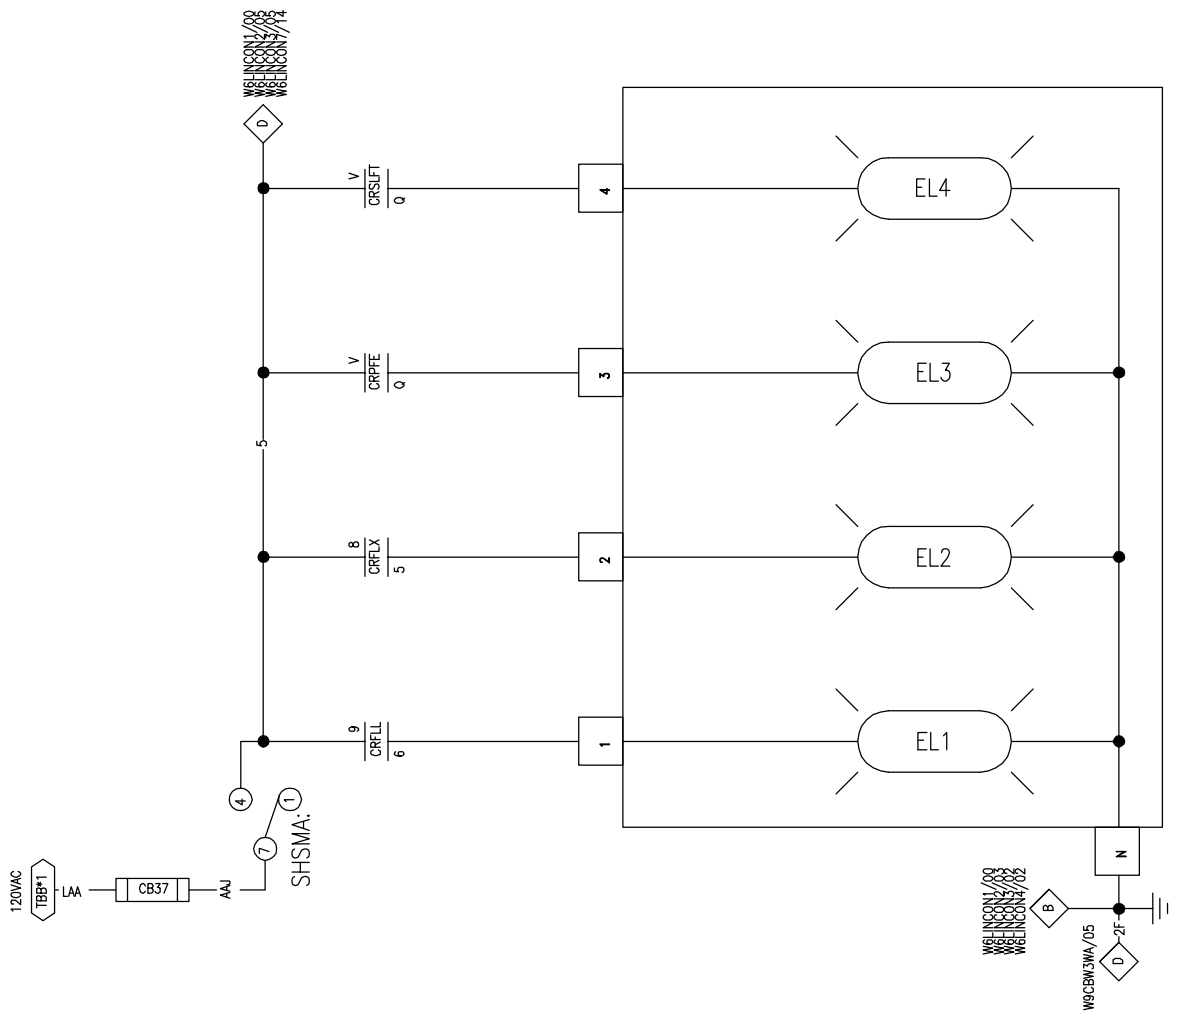 W6LINCON1/00
W6LINCON2/05
W6LINCON3/05
W6LINCON7/14
D
V
CRSLFT
Q
4
EL4
V
CRPFE
Q
3
EL3
5
8
CRFLX
5
2
EL2
9
CRFLL
6
1
EL1
4
1
7
SHSMA:
120VAC
TBB*1
LAA
CB37
AAJ
N
W6LINCON1/00
W6LINCON2/03
W6LINCON3/02
W6LINCON4/02
B
2F
D
W9CBW3WA/05